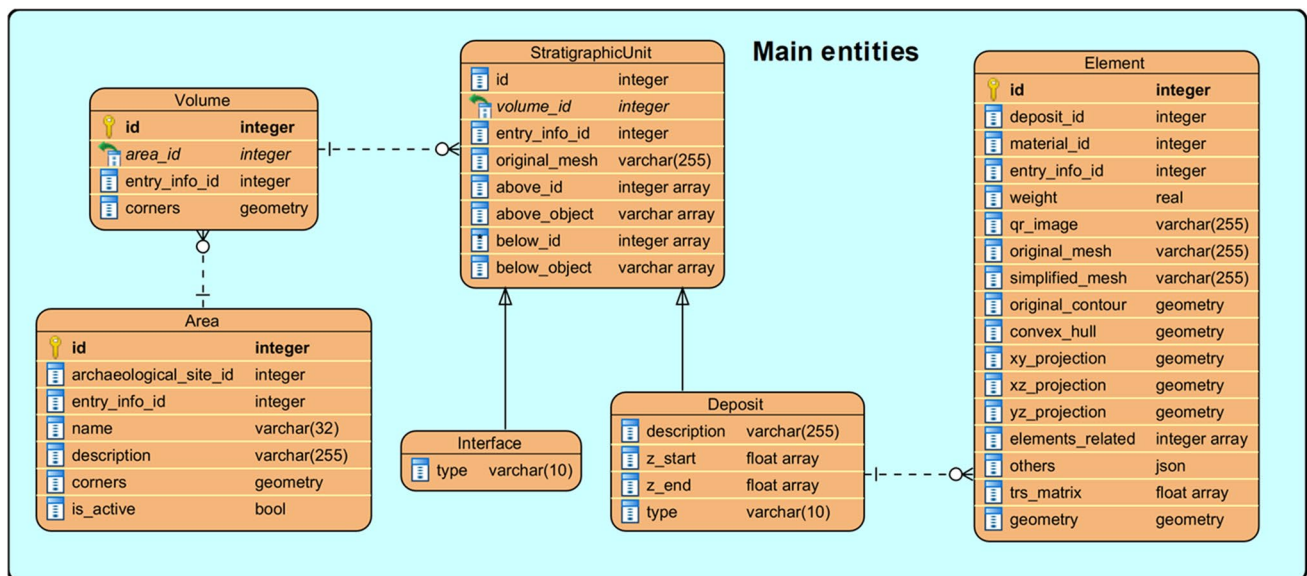 Main entities
Volume
id integer
area_id integer
entry_info_id integer
corners geometry
StratigraphicUnit
id integer
volume_id integer
entry_info_id integer
original_mesh varchar(255)
above_id integer array
above_object varchar array
below_id integer array
below_object varchar array
Element
id integer
deposit_id integer
material_id integer
entry_info_id integer
weight real
qr_image varchar(255)
original_mesh varchar(255)
simplified_mesh varchar(255)
original_contour geometry
convex_hull geometry
xy_projection geometry
xz_projection geometry
yz_projection geometry
elements_related integer array
others json
trs_matrix float array
geometry geometry
Area
id integer
archaeological_site_id integer
entry_info_id integer
name varchar(32)
description varchar(255)
corners geometry
is_active bool
Interface
type varchar(10)
Deposit
description varchar(255)
z_start float array
z_end float array
type varchar(10)